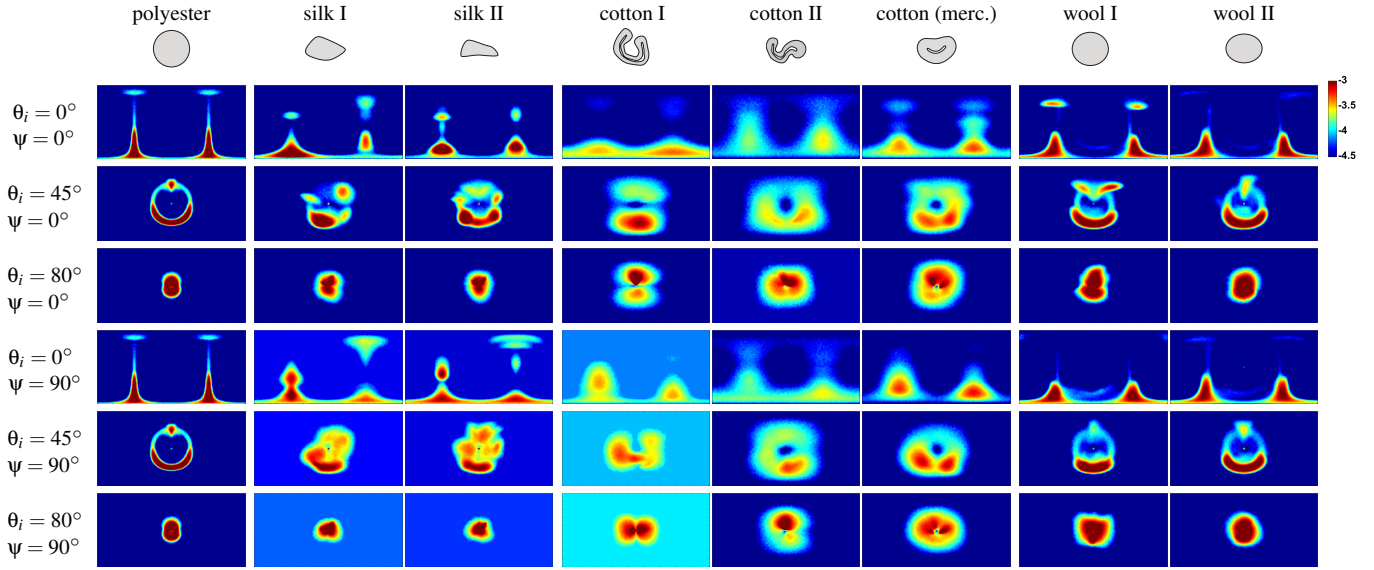 polyester silk I silk II cotton I cotton II cotton (merc.) wool I wool II
θi = 0°
ψ = 0°
-3
-3.5
-4
-4.5
θi = 45°
ψ = 0°
θi = 80°
ψ = 0°
θi = 0°
ψ = 90°
θi = 45°
ψ = 90°
θi = 80°
ψ = 90°